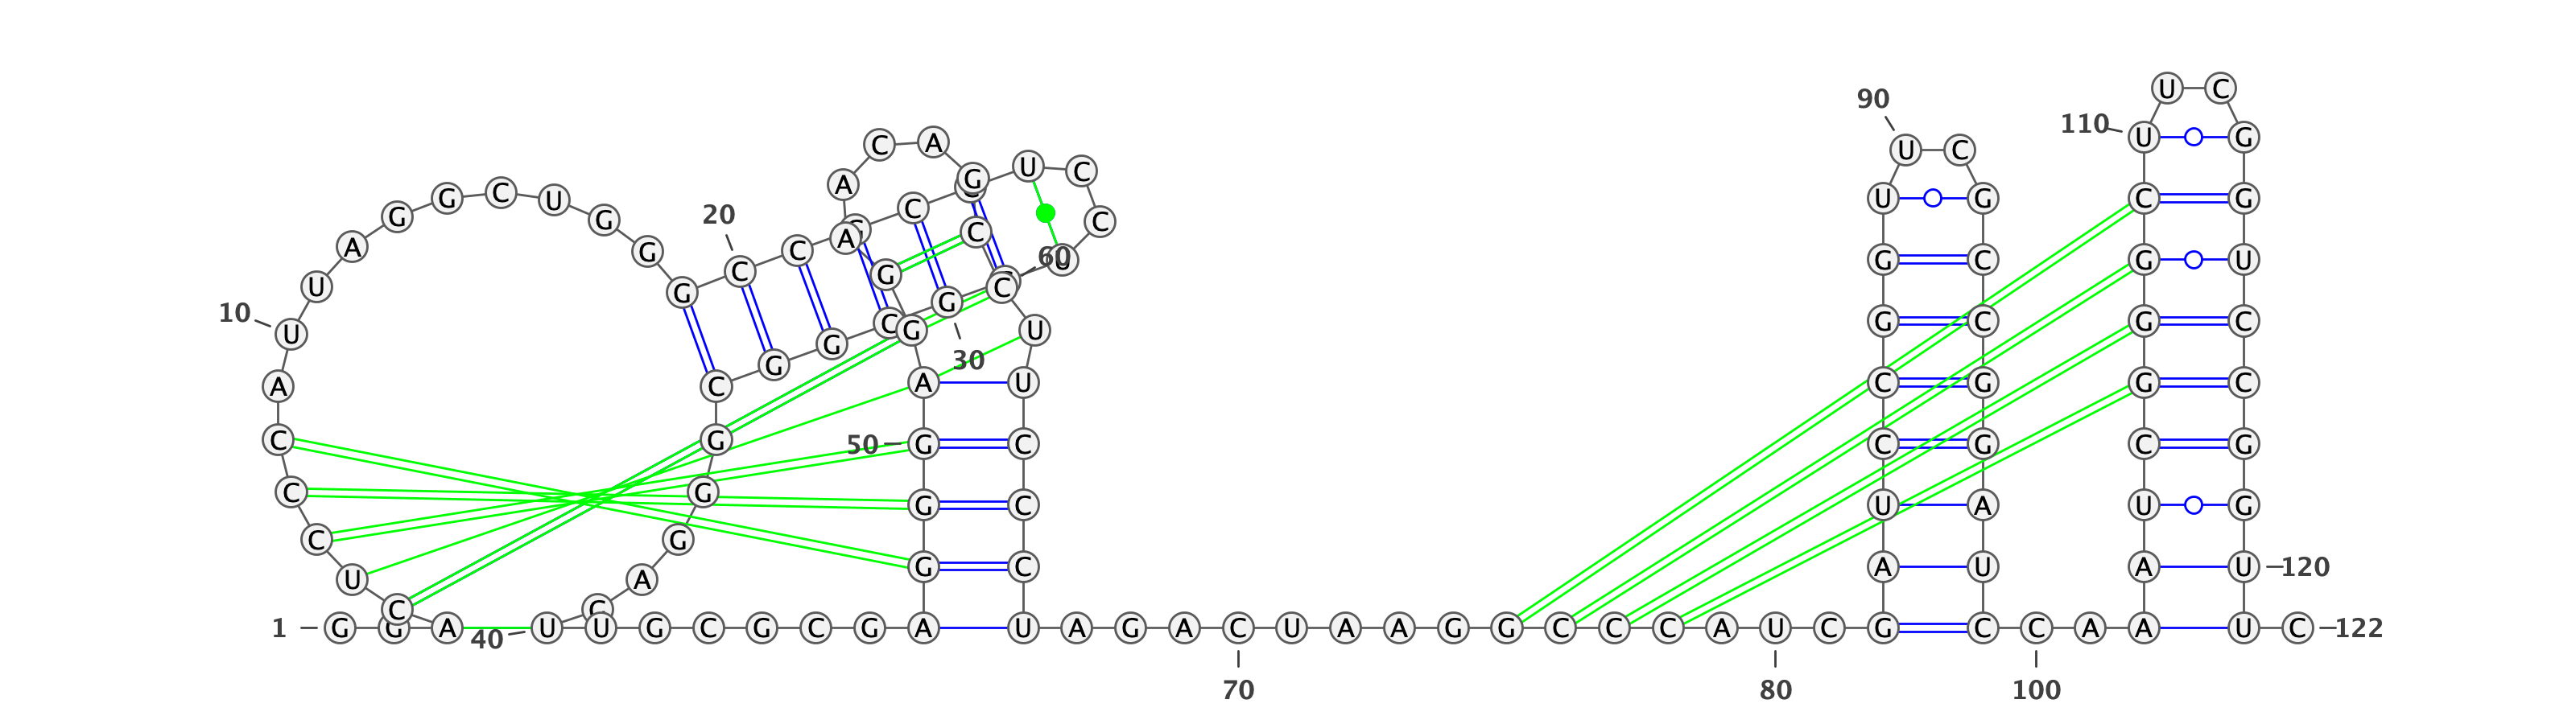 1
G G A
C U C C C A
10
U U A G G C U G G G
20
C C
C
U C C U
30
G C G G C G G G A C
40
U U G C G C G A G G
50
G A G G A A C A G C
60
C U U C C C U A G A
70
C U A A G G C C C A
80
U C G A U C C G G U
90
U C G C C G G A U C
100
C A A A U C G G G C
110
U U C G G U C C G G
120
U U C
122